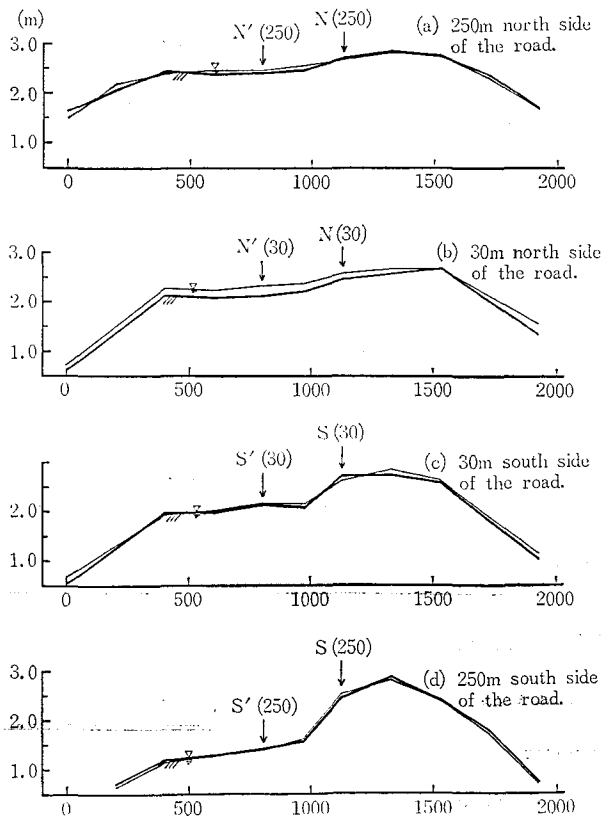 (m)
N'(250)
N(250)
(a) 250m north side
of the road.
3.0
2.0
1.0
0
500
1000
1500
2000
N'(30)
N(30)
(b) 30m north side
of the road.
3.0
2.0
1.0
0
500
1000
1500
2000
S(30)
S'(30)
(c) 30m south side
of the road.
2.0
1.0
0
500
1000
1500
2000
S(250)
S'(250)
(d) 250m south side
of the road.
3.0
2.0
1.0
0
500
1000
1500
2000